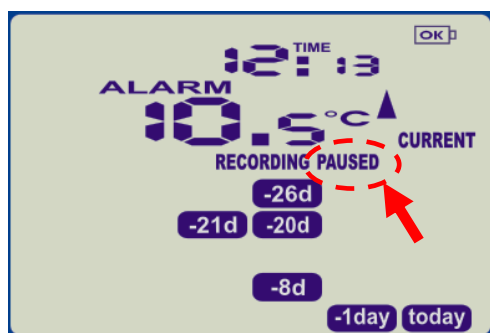 OK
TIME
12:13
ALARM
10.5°C
CURRENT
RECORDING PAUSED
-26d
-21d -20d
-8d
-1day today